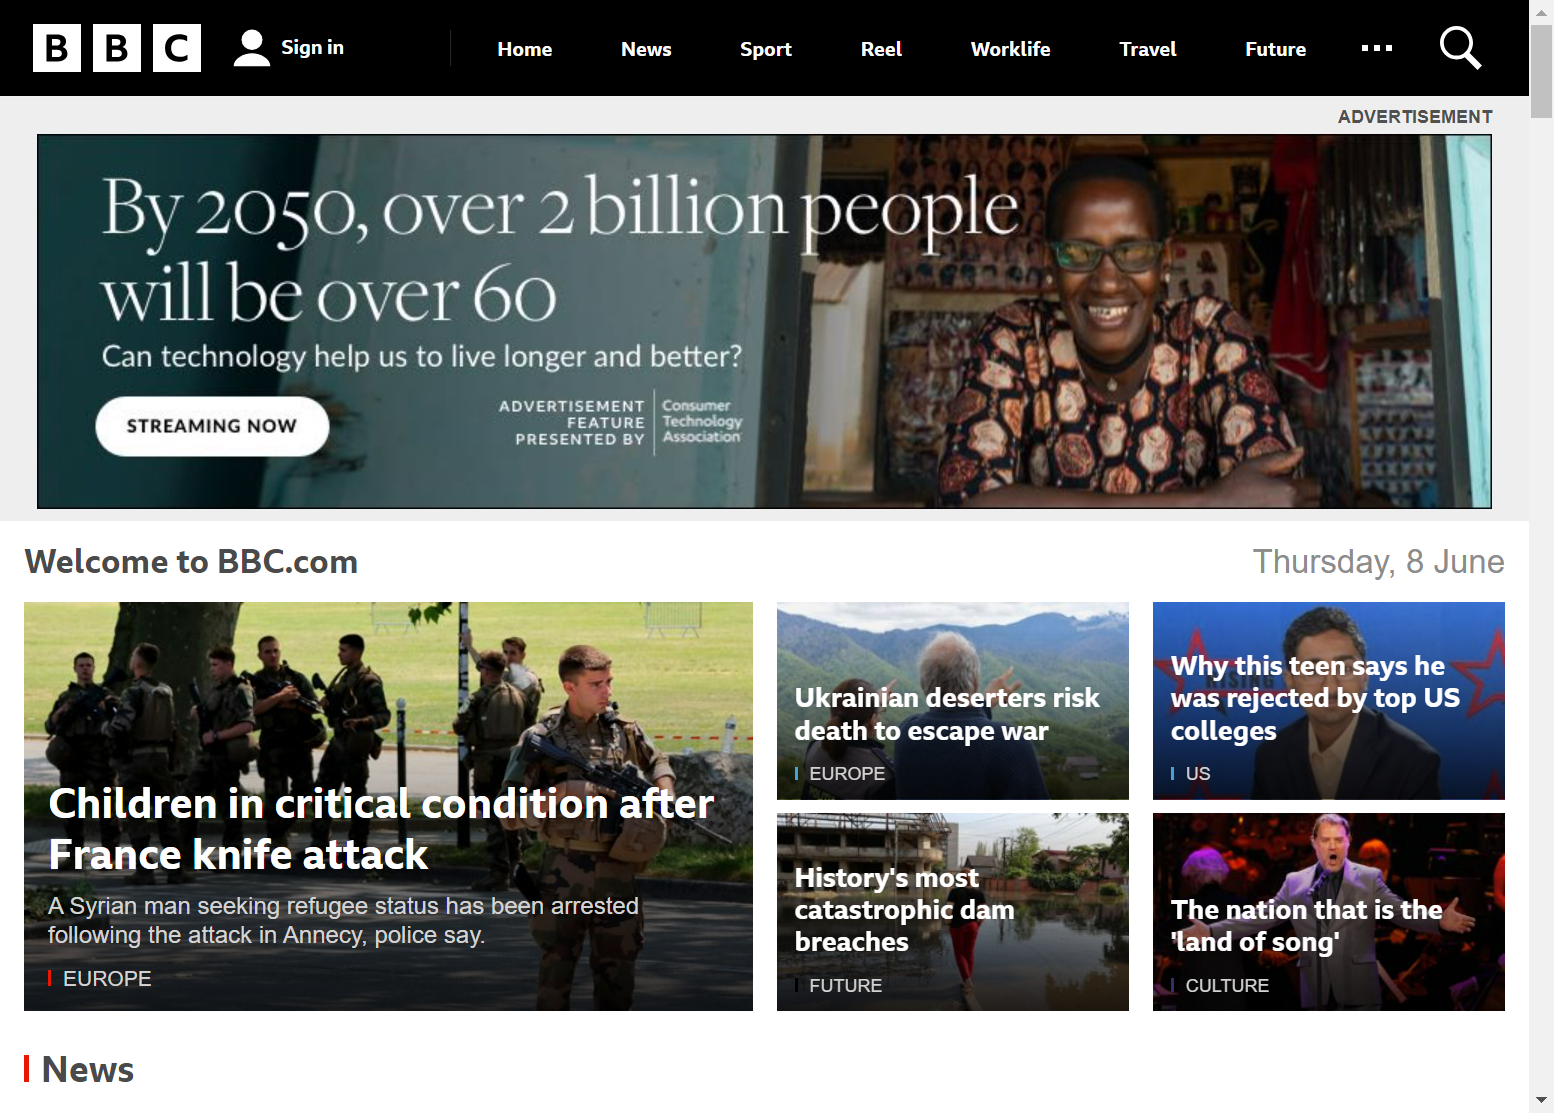 BBC
Sign in
Home
News
Sport
Reel
Worklife
Travel
Future
ADVERTISEMENT
By 2050, over 2 billion people
will be over 60
Can technology help us to live longer and better?
STREAMING NOW
ADVERTISEMENT
FEATURE
PRESENTED BY
Consumer
Technology
Association
Welcome to BBC.com
Thursday, 8 June
Children in critical condition after
France knife attack
A Syrian man seeking refugee status has been arrested
following the attack in Annecy, police say.
EUROPE
Ukrainian deserters risk
death to escape war
EUROPE
Why this teen says he
was rejected by top US
colleges
US
History's most
catastrophic dam
breaches
FUTURE
The nation that is the
'land of song'
CULTURE
News